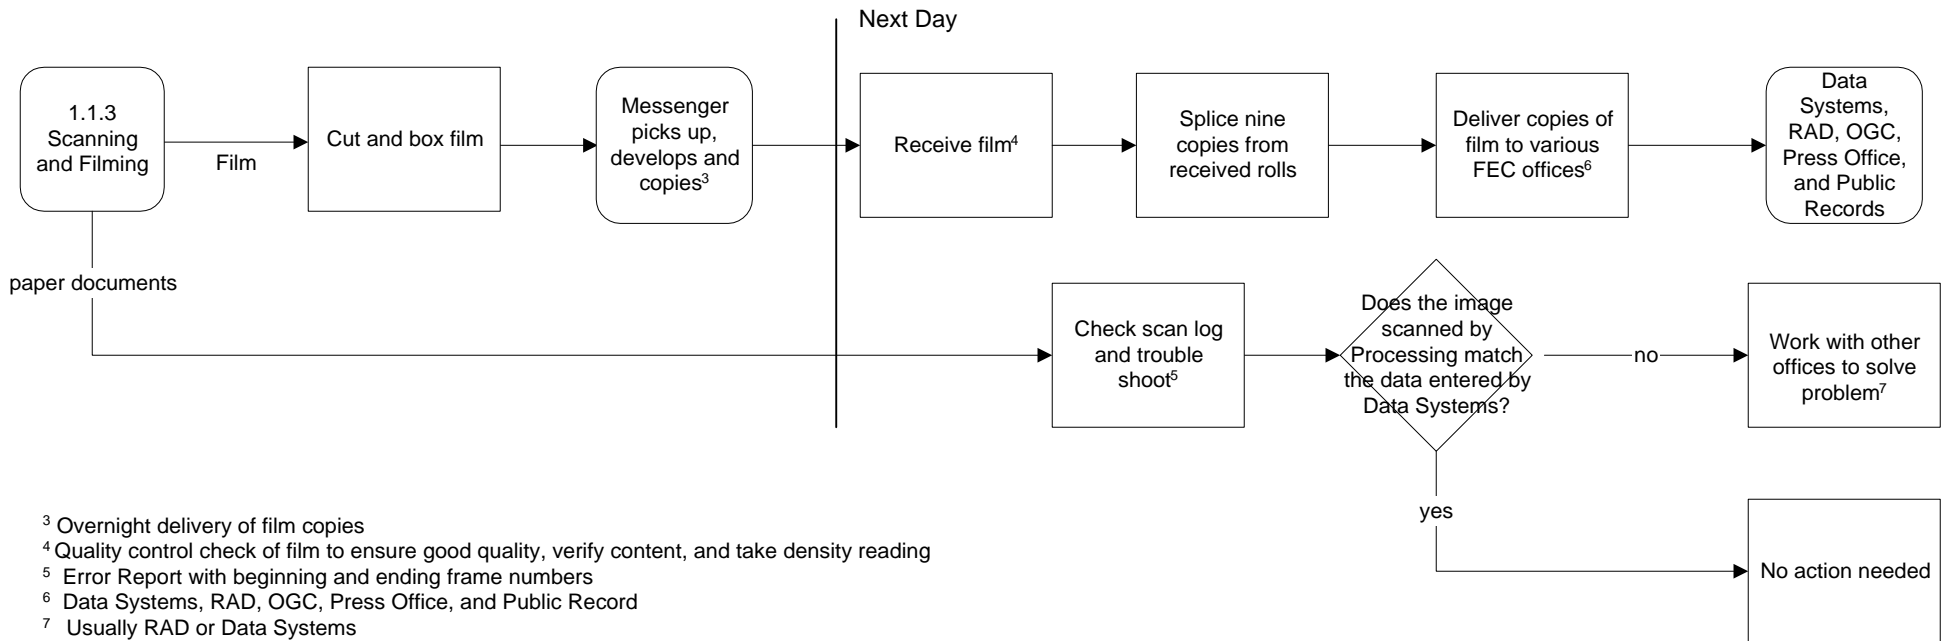 Next Day
1.1.3
Scanning
and Filming
Film
Cut and box film
Messenger
picks up,
develops and
copies³
Receive film⁴
Splice nine
copies from
received rolls
Deliver copies of
film to various
FEC offices⁶
Data
Systems,
RAD, OGC,
Press Office,
and Public
Records
paper documents
Check scan log
and trouble
shoot⁵
Does the image
scanned by
Processing match
the data entered by
Data Systems?
no
Work with other
offices to solve
problem⁷
yes
No action needed
³ Overnight delivery of film copies
⁴ Quality control check of film to ensure good quality, verify content, and take density reading
⁵ Error Report with beginning and ending frame numbers
⁶ Data Systems, RAD, OGC, Press Office, and Public Record
⁷ Usually RAD or Data Systems